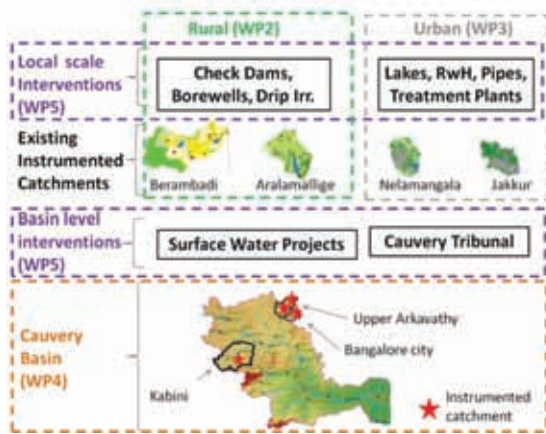 Rural (WP2)
Urban (WP3)
Local scale
Interventions
(WP5)
Check Dams,
Borewells, Drip Irr.
Lakes, RwH, Pipes,
Treatment Plants
Existing
Instrumented
Catchments
Berambadi
Aralamallige
Nelamangala
Jakkur
Basin level
interventions
(WP5)
Surface Water Projects
Cauvery Tribunal
Cauvery
Basin
(WP4)
Upper Arkavathy
Bangalore city
Kabini
Instrumented
catchment